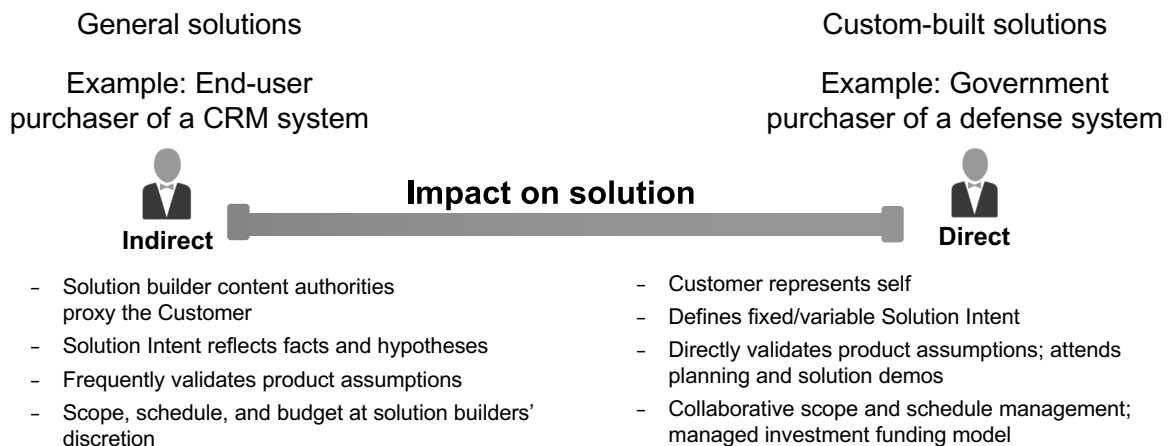 General solutions
Example: End-user
purchaser of a CRM system
Indirect
– Solution builder content authorities
proxy the Customer
– Solution Intent reflects facts and hypotheses
– Frequently validates product assumptions
– Scope, schedule, and budget at solution builders’
discretion
Impact on solution
Custom-built solutions
Example: Government
purchaser of a defense system
Direct
– Customer represents self
– Defines fixed/variable Solution Intent
– Directly validates product assumptions; attends
planning and solution demos
– Collaborative scope and schedule management;
managed investment funding model